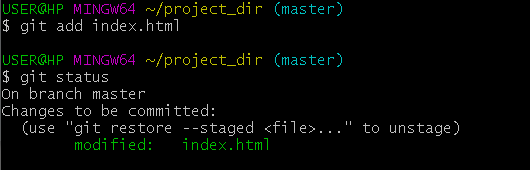 USER@HP MINGW64 ~/project_dir (master)
$ git add index.html
USER@HP MINGW64 ~/project_dir (master)
$ git status
On branch master
Changes to be committed:
  (use "git restore --staged <file>..." to unstage)
        modified:   index.html